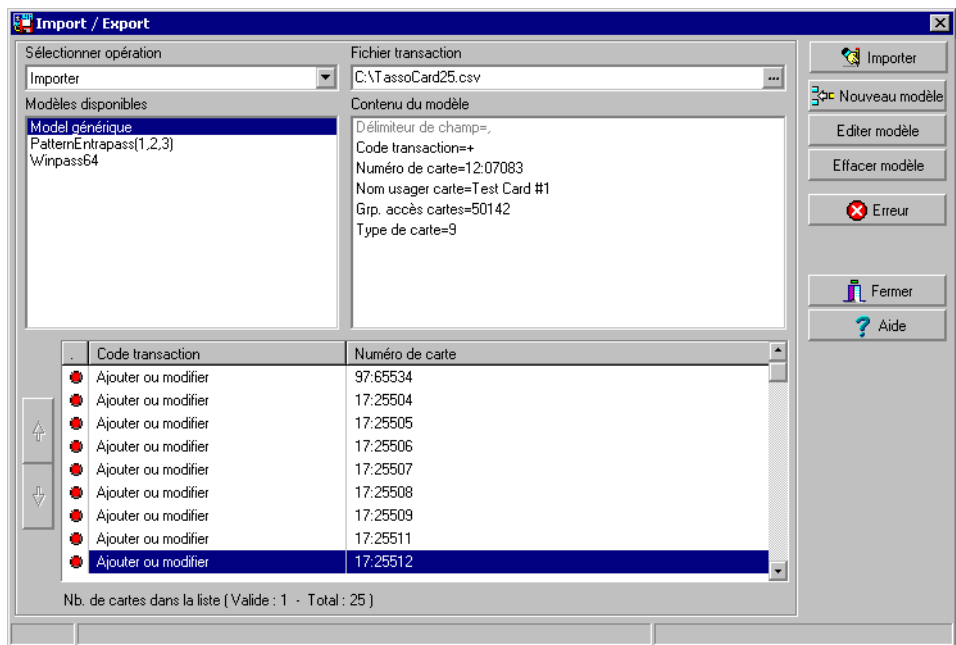 Import / Export
Sélectionner opération
Importer
Fichier transaction
C:\TassoCard25.csv
...
Modèles disponibles
Model générique
PatternEntrapass(1,2,3)
Winpass64
Contenu du modèle
Délimiteur de champ=,
Code transaction=+
Numéro de carte=12:07083
Nom usager carte=Test Card #1
Grp. accès cartes=50142
Type de carte=9
Importer
Nouveau modèle
Editer modèle
Effacer modèle
Erreur
Fermer
Aide
. Code transaction Numéro de carte
Ajouter ou modifier 97:65534
Ajouter ou modifier 17:25504
Ajouter ou modifier 17:25505
Ajouter ou modifier 17:25506
Ajouter ou modifier 17:25507
Ajouter ou modifier 17:25508
Ajouter ou modifier 17:25509
Ajouter ou modifier 17:25511
Ajouter ou modifier 17:25512
Nb. de cartes dans la liste ( Valide : 1 - Total : 25 )